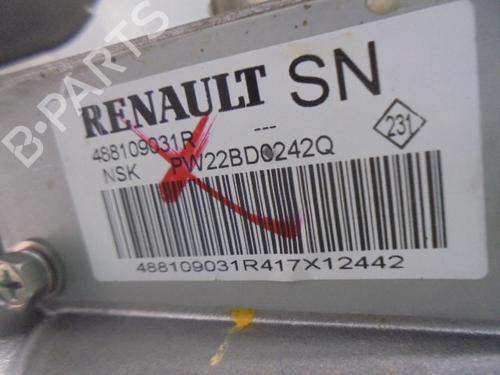 RENAULT SN
488109031R ---
NSK PW22BD0242Q
231
488109031R417X12442
B-PARTS